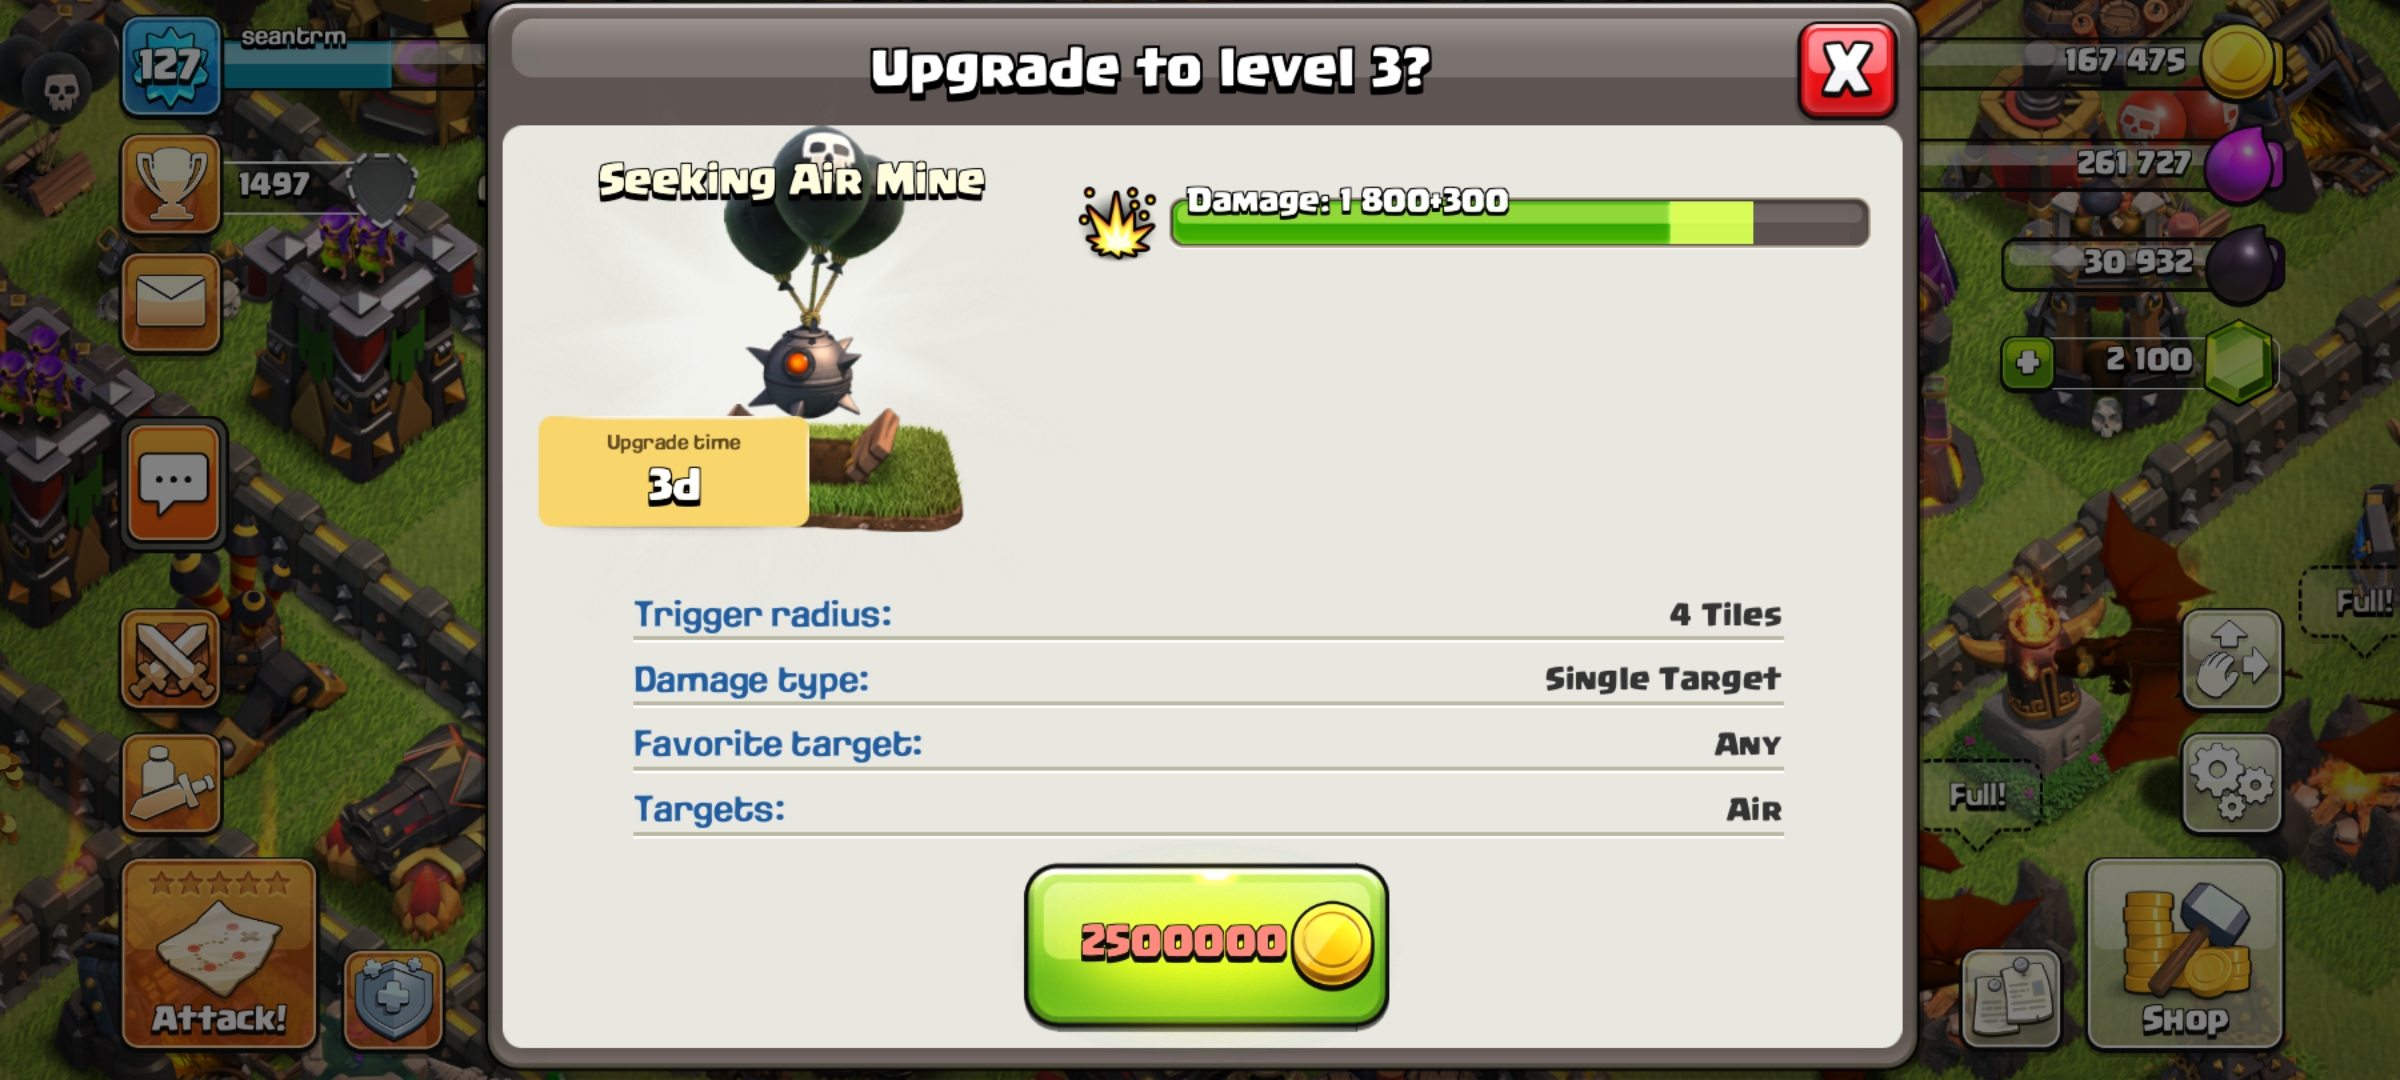 127
seantrm
1497
Attack!
Upgrade to level 3?
X
Seeking Air Mine
Damage: 1 800+300
Upgrade time
3d
Trigger radius: 4 Tiles
Damage type: Single Target
Favorite target: Any
Targets: Air
2500000
167 475
261 727
30 932
2 100
Full!
Full!
Shop